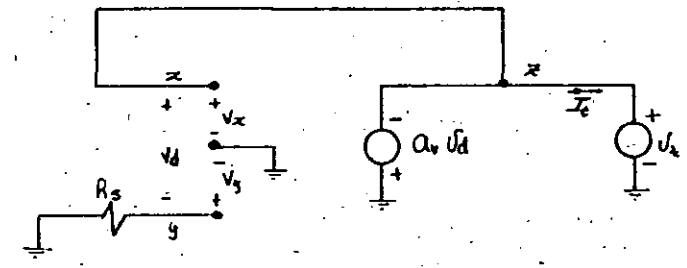 x z
+ + It +
Vx -
- av Vd Vt
Vd - + -
Vy
Rs - +
y